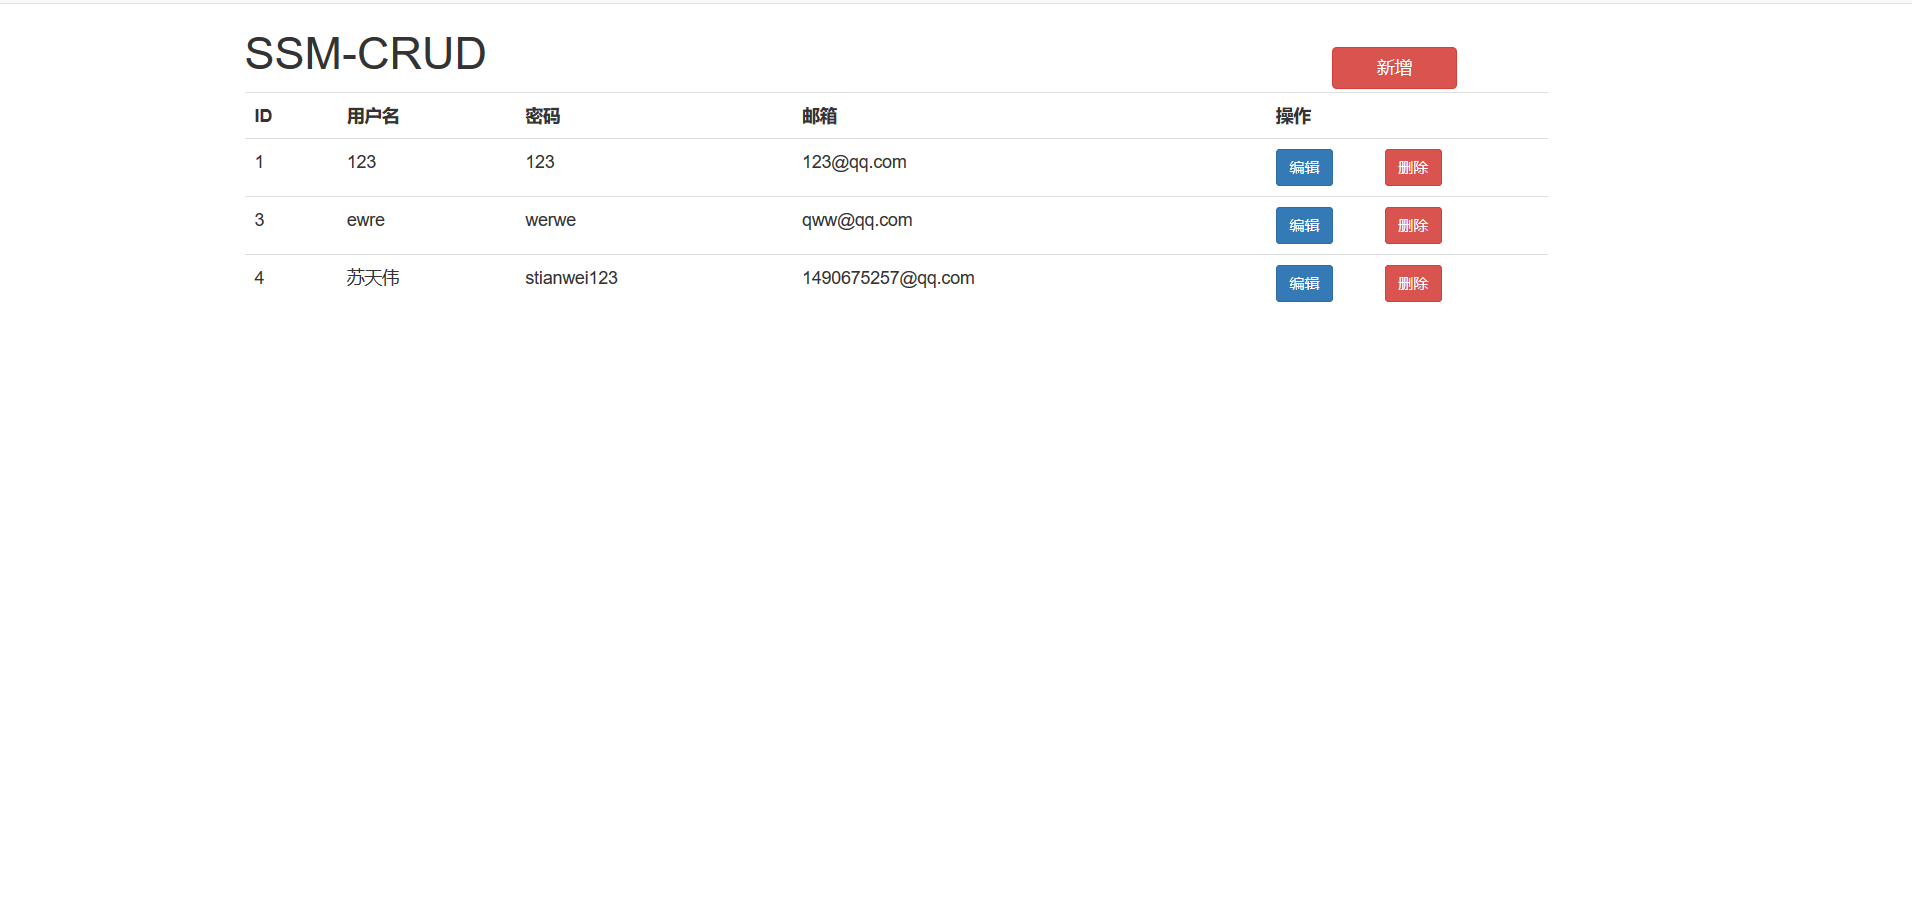 SSM-CRUD
新增
ID 用户名 密码 邮箱 操作
1 123 123 123@qq.com 编辑 删除
3 ewre werwe qww@qq.com 编辑 删除
4 苏天伟 stianwei123 1490675257@qq.com 编辑 删除